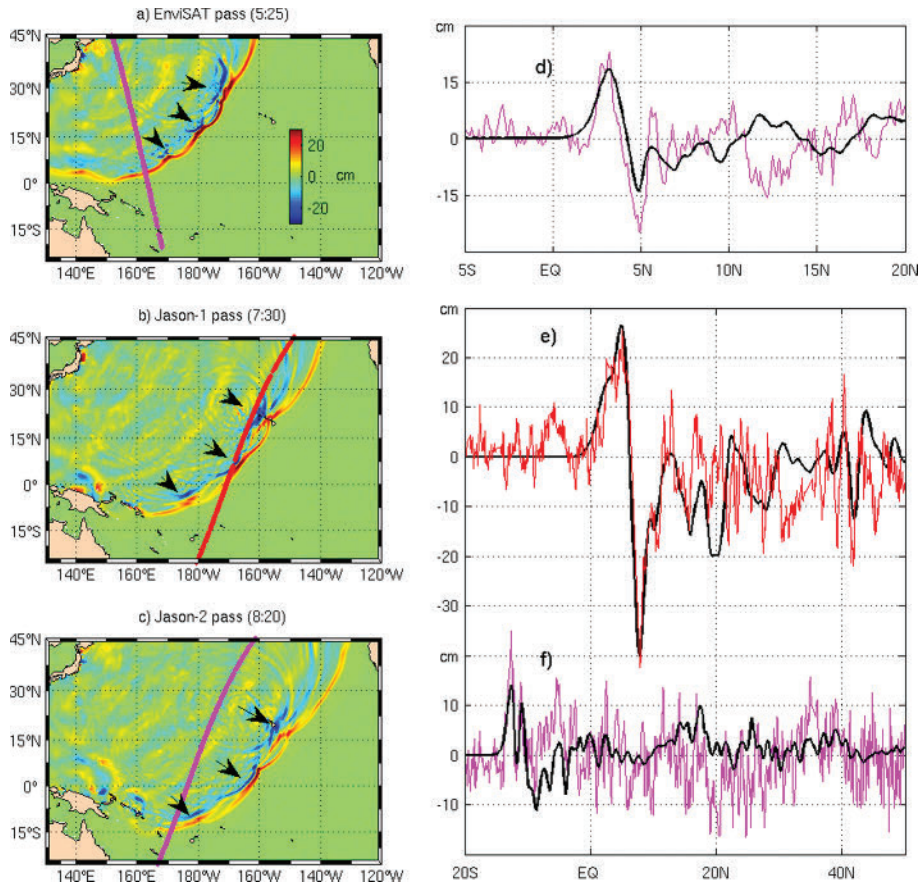 a) EnviSAT pass (5:25)
45°N
30°N
15°N
0°
15°S
20
0
-20
cm
140°E 160°E 180°W 160°W 140°W 120°W
b) Jason-1 pass (7:30)
45°N
30°N
15°N
0°
15°S
140°E 160°E 180°W 160°W 140°W 120°W
c) Jason-2 pass (8:20)
45°N
30°N
15°N
0°
15°S
140°E 160°E 180°W 160°W 140°W 120°W
cm
d)
15
0
-15
5S EQ 5N 10N 15N 20N
cm
e)
20
10
0
-10
-20
-30
cm
f)
10
0
-10
20S EQ 20N 40N